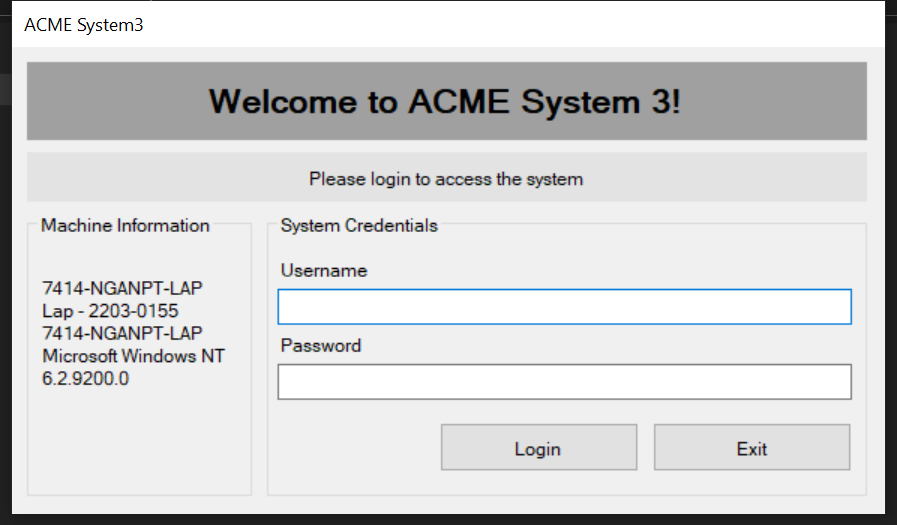 ACME System3
Welcome to ACME System 3!
Please login to access the system
Machine Information
7414-NGANPT-LAP
Lap - 2203-0155
7414-NGANPT-LAP
Microsoft Windows NT
6.2.9200.0
System Credentials
Username
Password
Login
Exit